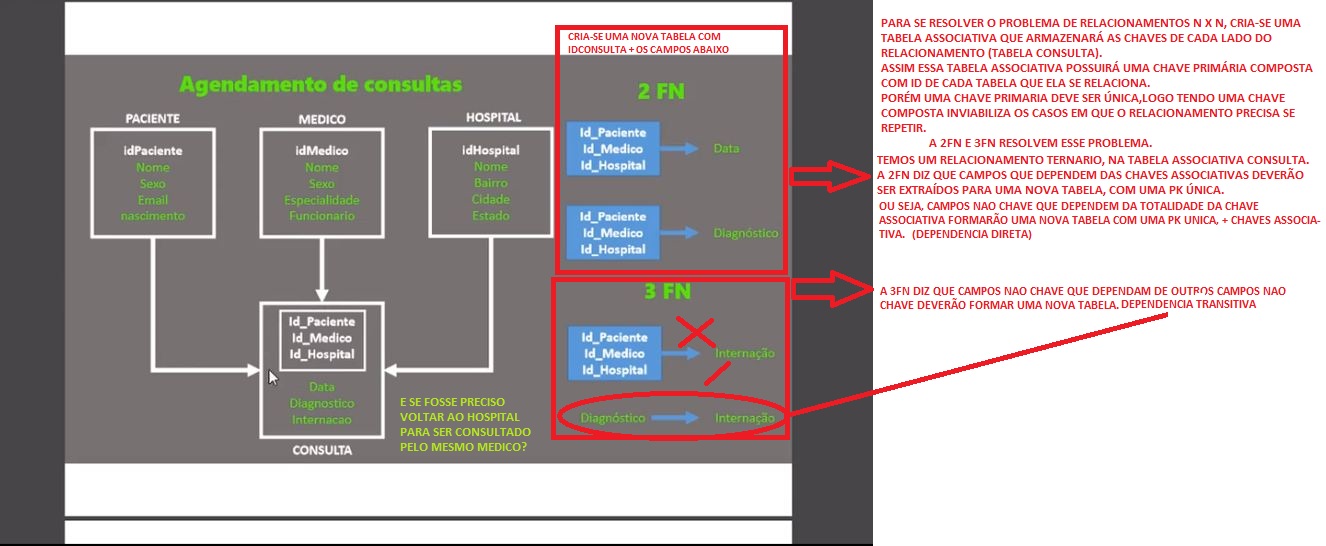 Agendamento de consultas
PACIENTE
idPaciente
Nome
Sexo
Email
nascimento
MEDICO
idMedico
Nome
Sexo
Especialidade
Funcionario
HOSPITAL
idHospital
Nome
Bairro
Cidade
Estado
Id_Paciente
Id_Medico
Id_Hospital
Data
Diagnostico
Internacao
CONSULTA
E SE FOSSE PRECISO
VOLTAR AO HOSPITAL
PARA SER CONSULTADO
PELO MESMO MEDICO?
CRIA-SE UMA NOVA TABELA COM
IDCONSULTA + OS CAMPOS ABAIXO
2 FN
Id_Paciente
Id_Medico
Id_Hospital
Data
Id_Paciente
Id_Medico
Id_Hospital
Diagnóstico
3 FN
Id_Paciente
Id_Medico
Id_Hospital
Internação
Diagnóstico
Internação
PARA SE RESOLVER O PROBLEMA DE RELACIONAMENTOS N X N, CRIA-SE UMA
TABELA ASSOCIATIVA QUE ARMAZENARÁ AS CHAVES DE CADA LADO DO
RELACIONAMENTO (TABELA CONSULTA).
ASSIM ESSA TABELA ASSOCIATIVA POSSUIRÁ UMA CHAVE PRIMÁRIA COMPOSTA
COM ID DE CADA TABELA QUE ELA SE RELACIONA.
PORÉM UMA CHAVE PRIMARIA DEVE SER ÚNICA,LOGO TENDO UMA CHAVE
COMPOSTA INVIABILIZA OS CASOS EM QUE O RELACIONAMENTO PRECISA SE
REPETIR.
A 2FN E 3FN RESOLVEM ESSE PROBLEMA.
TEMOS UM RELACIONAMENTO TERNARIO, NA TABELA ASSOCIATIVA CONSULTA.
A 2FN DIZ QUE CAMPOS QUE DEPENDEM DAS CHAVES ASSOCIATIVAS DEVERÃO
SER EXTRAÍDOS PARA UMA NOVA TABELA, COM UMA PK ÚNICA.
OU SEJA, CAMPOS NAO CHAVE QUE DEPENDEM DA TOTALIDADE DA CHAVE
ASSOCIATIVA FORMARÃO UMA NOVA TABELA COM UMA PK UNICA, + CHAVES ASSOCIA-
TIVA. (DEPENDENCIA DIRETA)
A 3FN DIZ QUE CAMPOS NAO CHAVE QUE DEPENDAM DE OUTROS CAMPOS NAO
CHAVE DEVERÃO FORMAR UMA NOVA TABELA. DEPENDENCIA TRANSITIVA